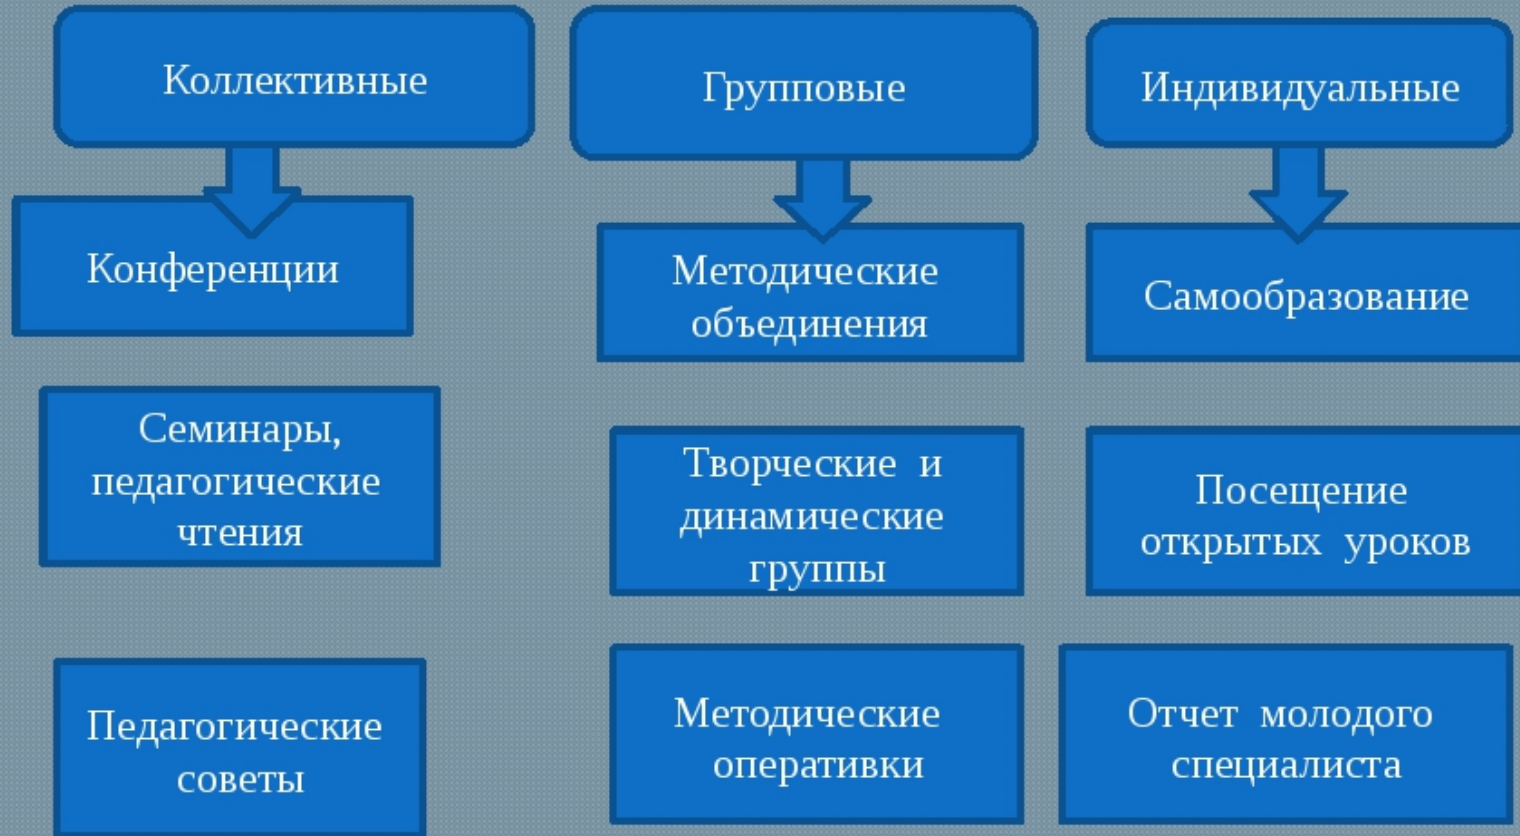 Коллективные
Конференции
Семинары,
педагогические
чтения
Педагогические
советы
Групповые
Методические
объединения
Творческие и
динамические
группы
Методические
оперативки
Индивидуальные
Самообразование
Посещение
открытых уроков
Отчет молодого
специалиста